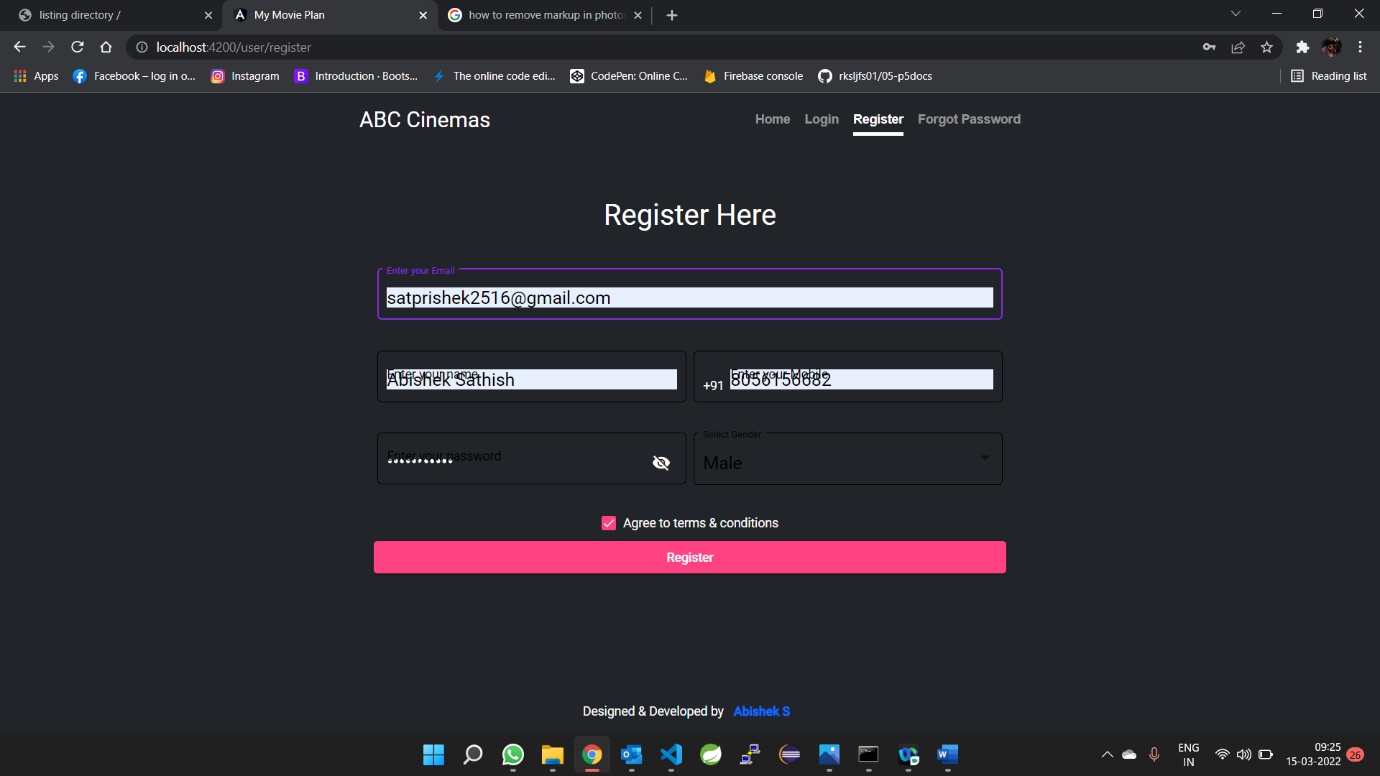 listing directory /
My Movie Plan
how to remove markup in photos
localhost:4200/user/register
Apps
Facebook – log in o...
Instagram
Introduction · Boots...
The online code edi...
CodePen: Online C...
Firebase console
rksljfs01/05-p5docs
Reading list
ABC Cinemas
Home
Login
Register
Forgot Password
Register Here
Enter your Email
satprishek2516@gmail.com
Enter your name
Abishek Sathish
Enter your Mobile
+91
8056156682
Enter your password
Select Gender
Male
Agree to terms & conditions
Register
Designed & Developed by Abishek S
ENG
IN
09:25
15-03-2022
26